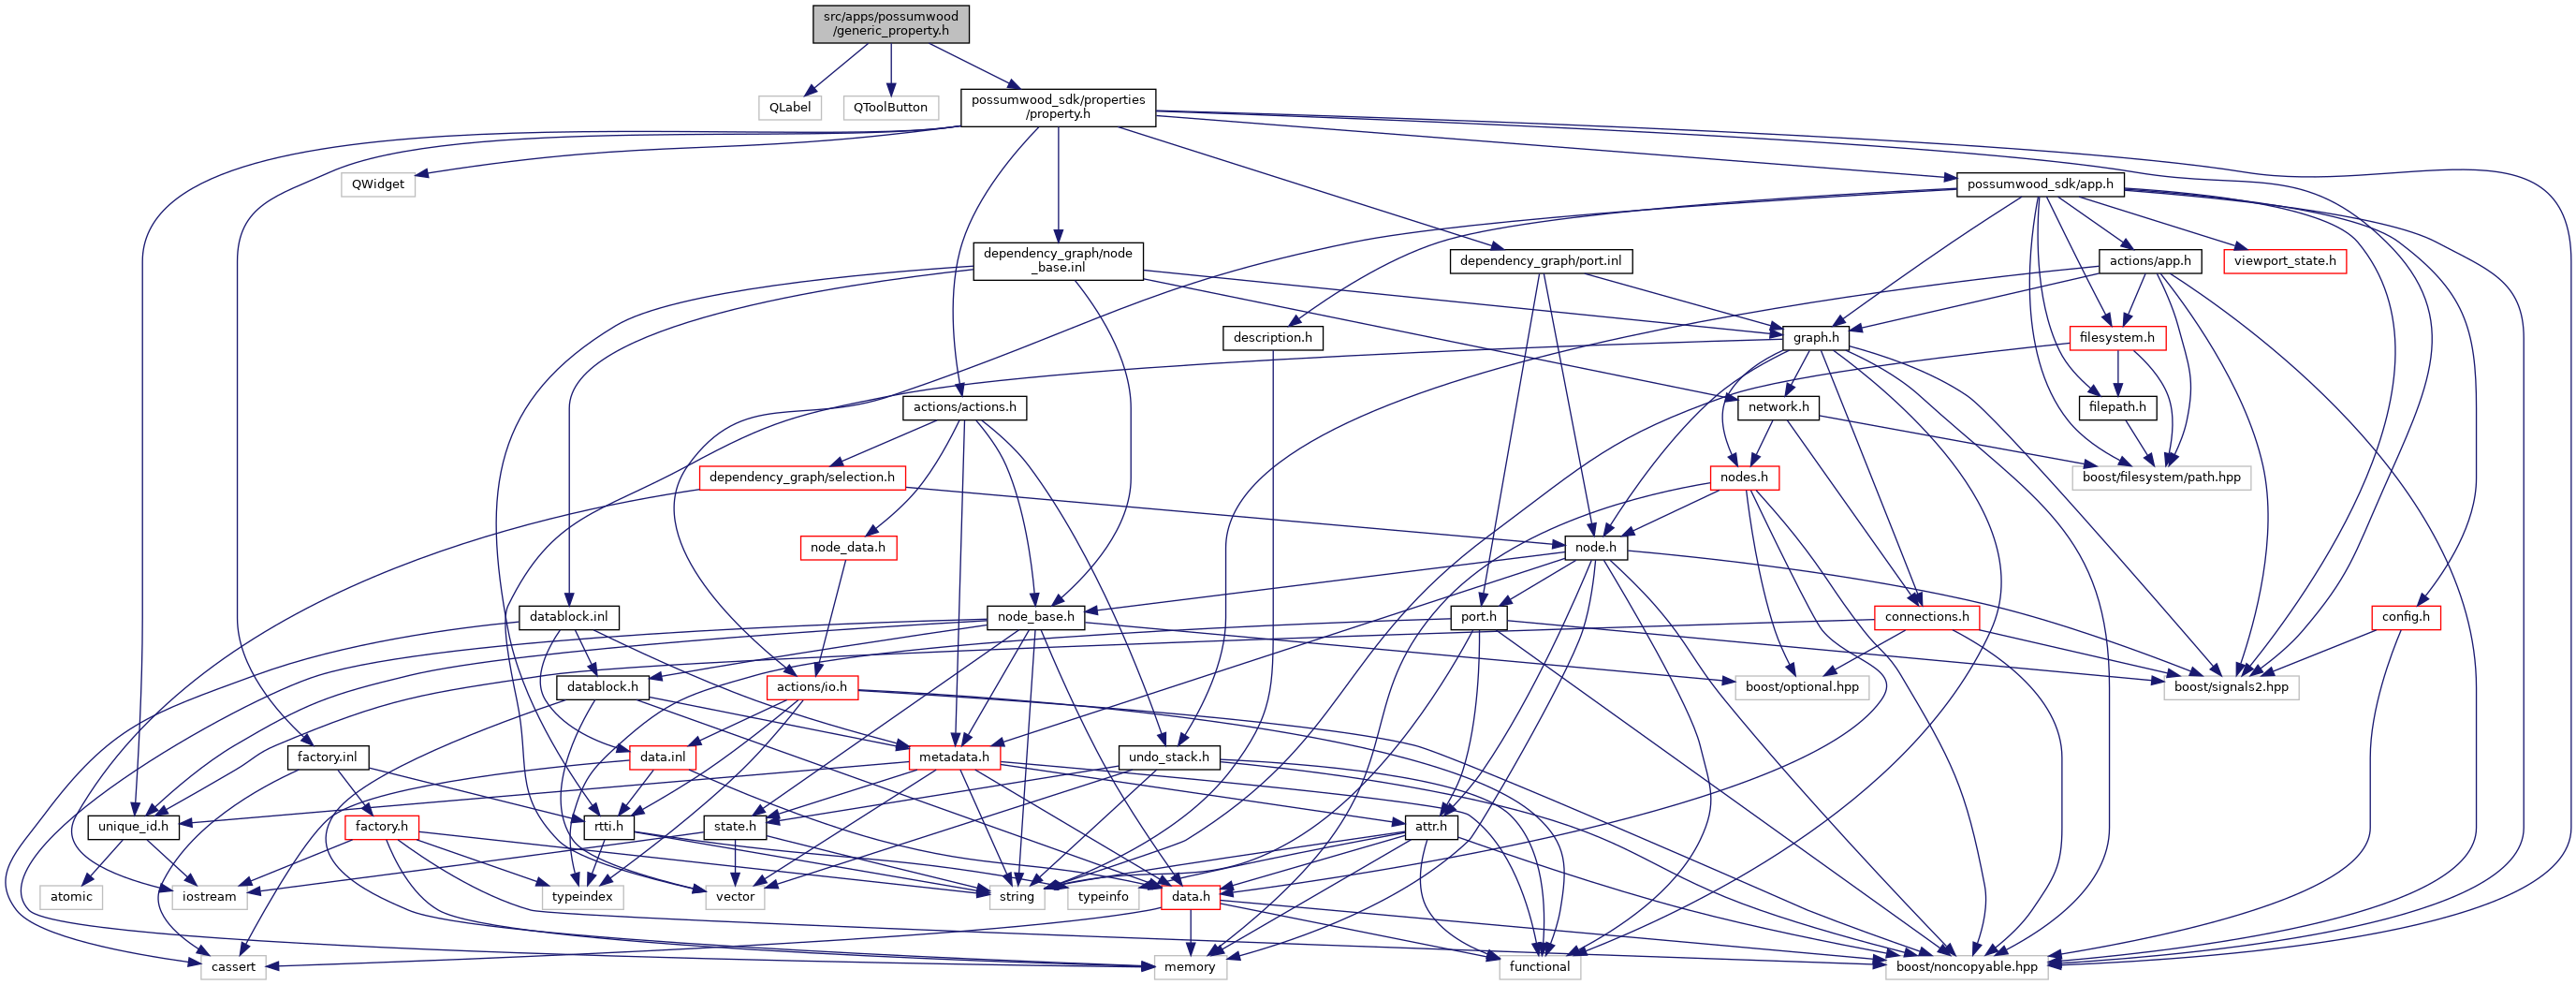 src/apps/possumwood
/generic_property.h
QLabel
QToolButton
possumwood_sdk/properties
/property.h
QWidget
possumwood_sdk/app.h
dependency_graph/node
_base.inl
dependency_graph/port.inl
actions/app.h
viewport_state.h
description.h
graph.h
filesystem.h
actions/actions.h
network.h
filepath.h
dependency_graph/selection.h
nodes.h
boost/filesystem/path.hpp
node_data.h
node.h
datablock.inl
node_base.h
port.h
connections.h
config.h
datablock.h
actions/io.h
boost/optional.hpp
boost/signals2.hpp
factory.inl
data.inl
metadata.h
undo_stack.h
unique_id.h
factory.h
rtti.h
state.h
attr.h
atomic
iostream
typeindex
vector
string
typeinfo
data.h
cassert
memory
functional
boost/noncopyable.hpp